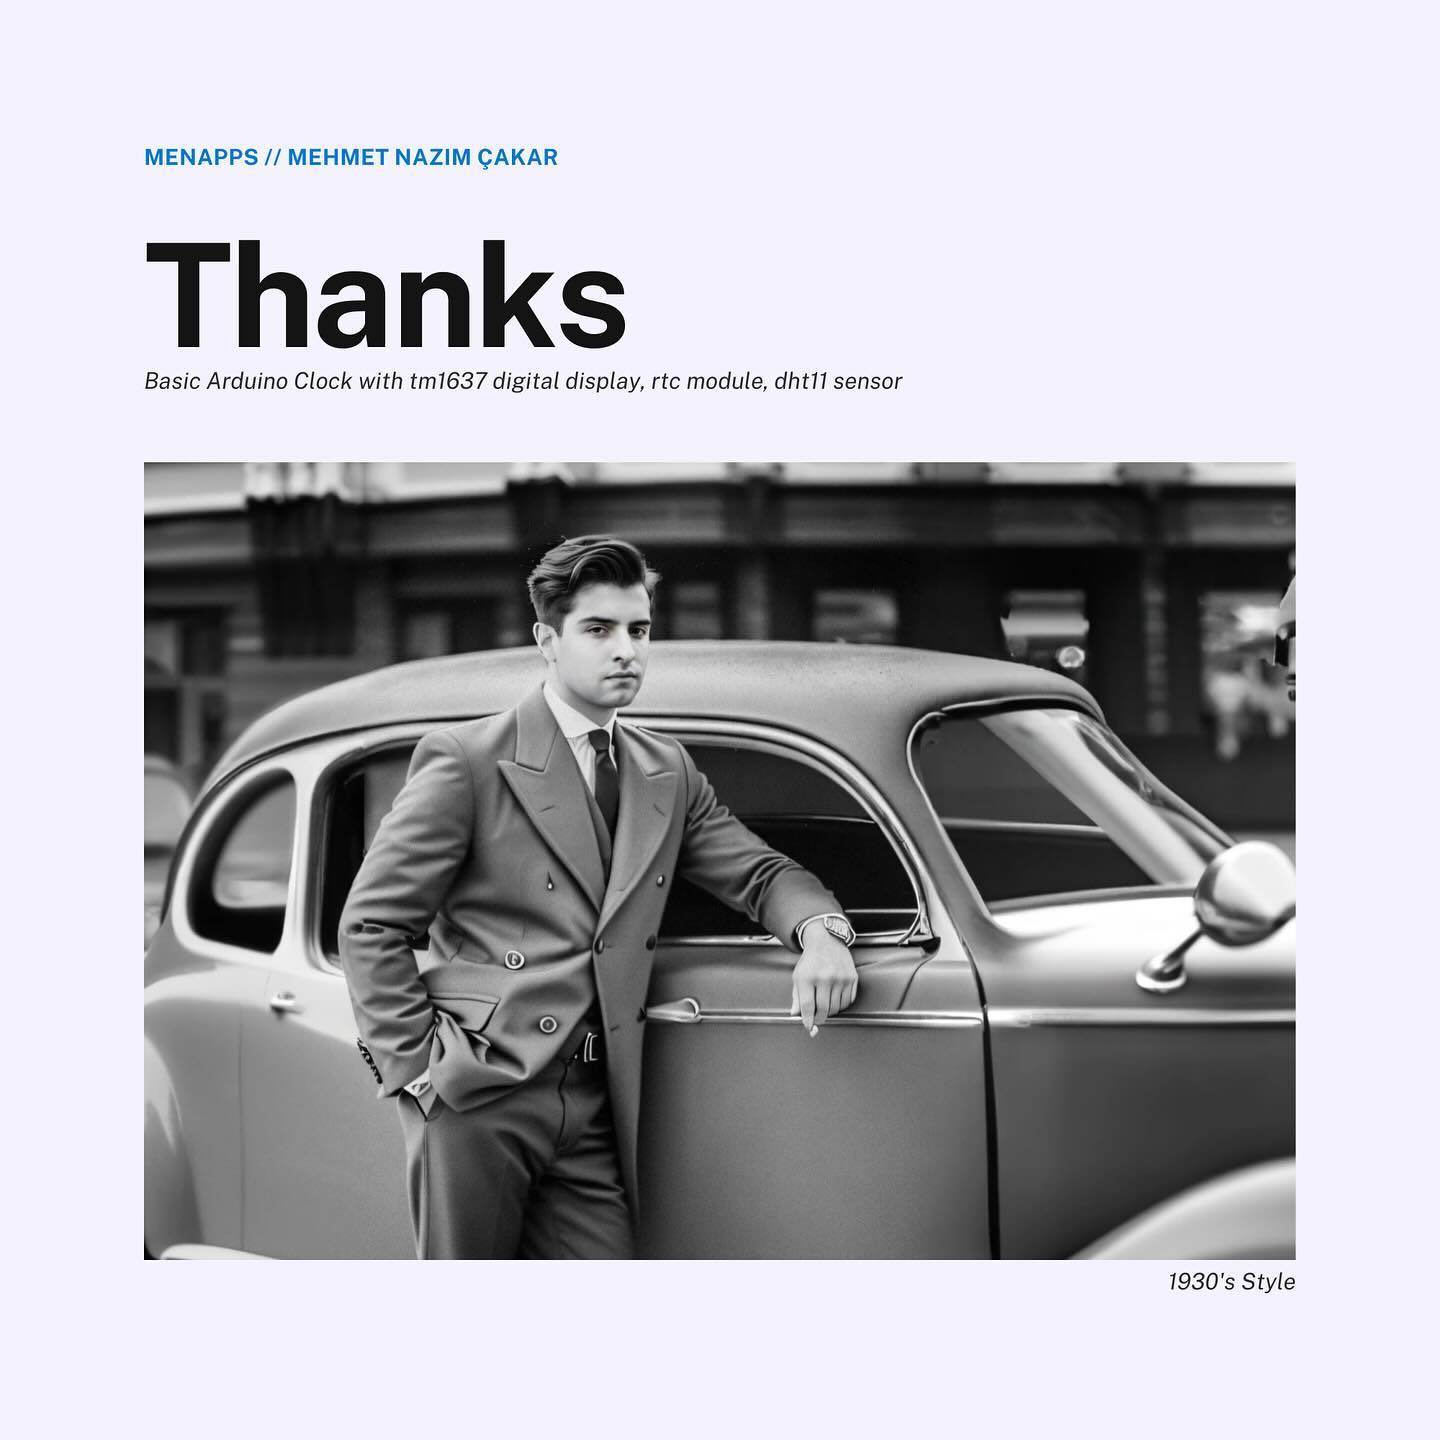 MENAPPS // MEHMET NAZIM ÇAKAR
Thanks
Basic Arduino Clock with tm1637 digital display, rtc module, dht11 sensor
1930's Style